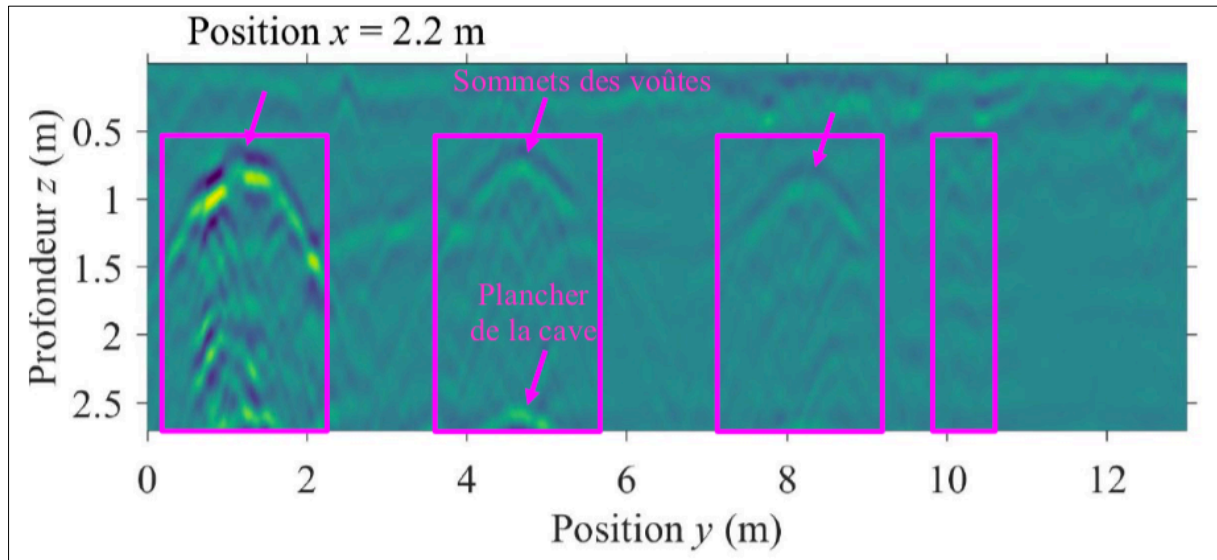 Position x = 2.2 m
Sommets des voûtes
Plancher
de la cave
Profondeur z (m)
0.5
1
1.5
2
2.5
0 2 4 6 8 10 12
Position y (m)